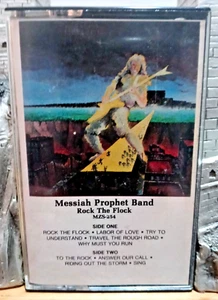 Messiah Prophet Band
Rock The Flock
MZS-254
SIDE ONE
ROCK THE FLOCK • LABOR OF LOVE • TRY TO
UNDERSTAND • TRAVEL THE ROUGH ROAD •
WHY MUST YOU RUN
SIDE TWO
TO THE ROCK • ANSWER OUR CALL •
RIDING OUT THE STORM • SING